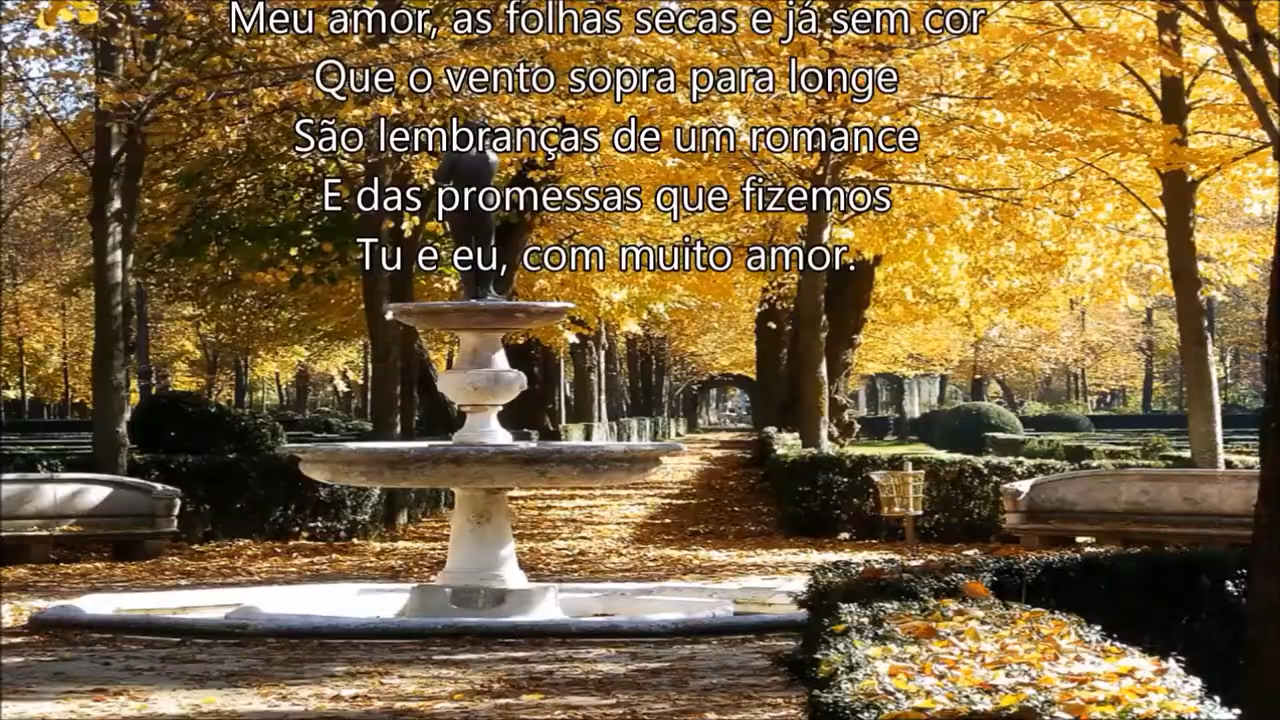 Meu amor, as folhas secas e já sem cor
Que o vento sopra para longe
São lembranças de um romance
E das promessas que fizemos
Tu e eu, com muito amor.